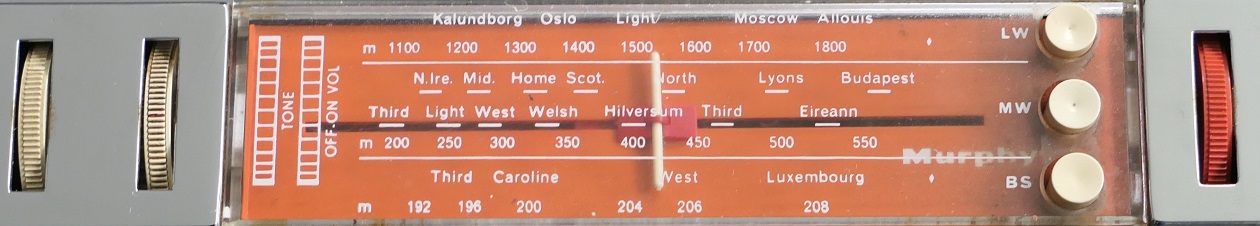 Kalundborg Oslo Light Moscow Allouis
m 1100 1200 1300 1400 1500 1600 1700 1800 LW
N.Ire. Mid. Home Scot. North Lyons Budapest
Third Light West Welsh Hilversum Third Eireann MW
m 200 250 300 350 400 450 500 550
Murphy
Third Caroline West Luxembourg BS
m 192 196 200 204 206 208
TONE
OFF-ON VOL